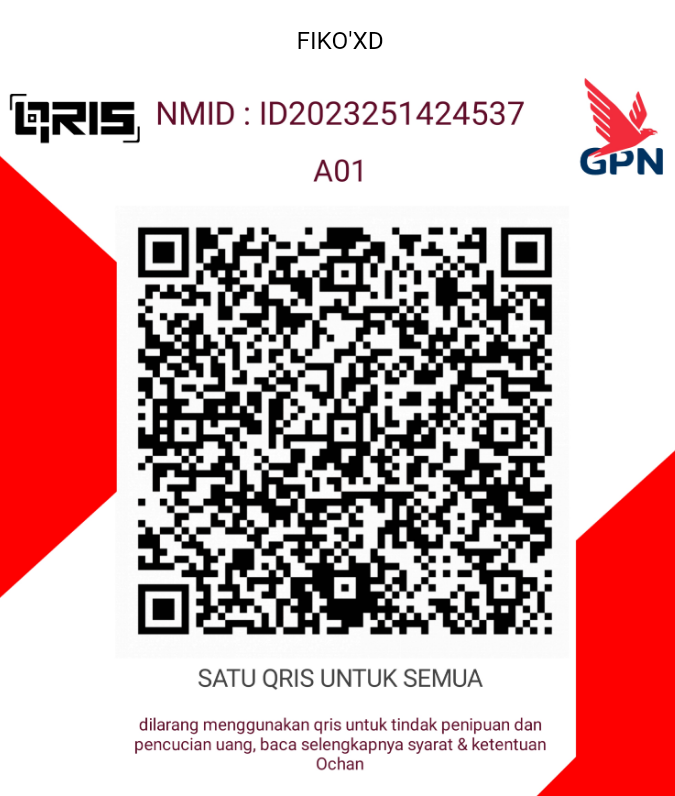 FIKO'XD
QRIS NMID : ID2023251424537
GPN
A01
SATU QRIS UNTUK SEMUA
dilarang menggunakan qris untuk tindak penipuan dan
pencucian uang, baca selengkapnya syarat & ketentuan
Ochan